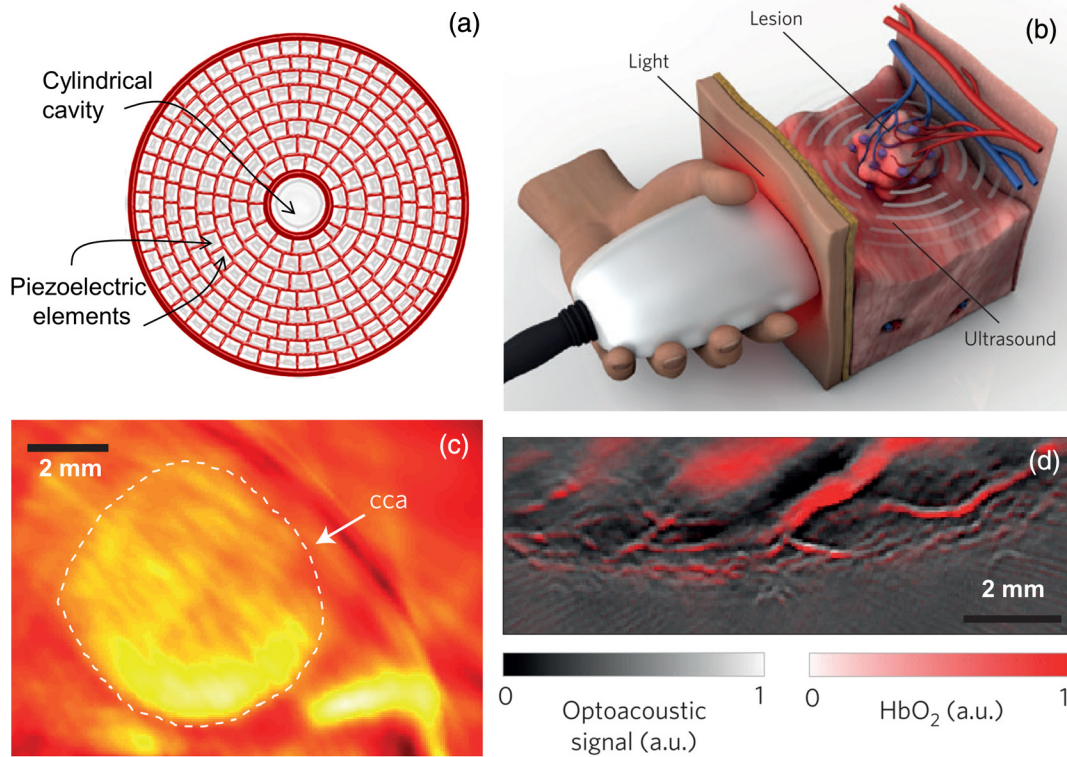 (a)
Cylindrical
cavity
Piezoelectric
elements
(b)
Lesion
Light
Ultrasound
(c)
2 mm
cca
(d)
2 mm
0
1
Optoacoustic
signal (a.u.)
0
1
HbO₂ (a.u.)